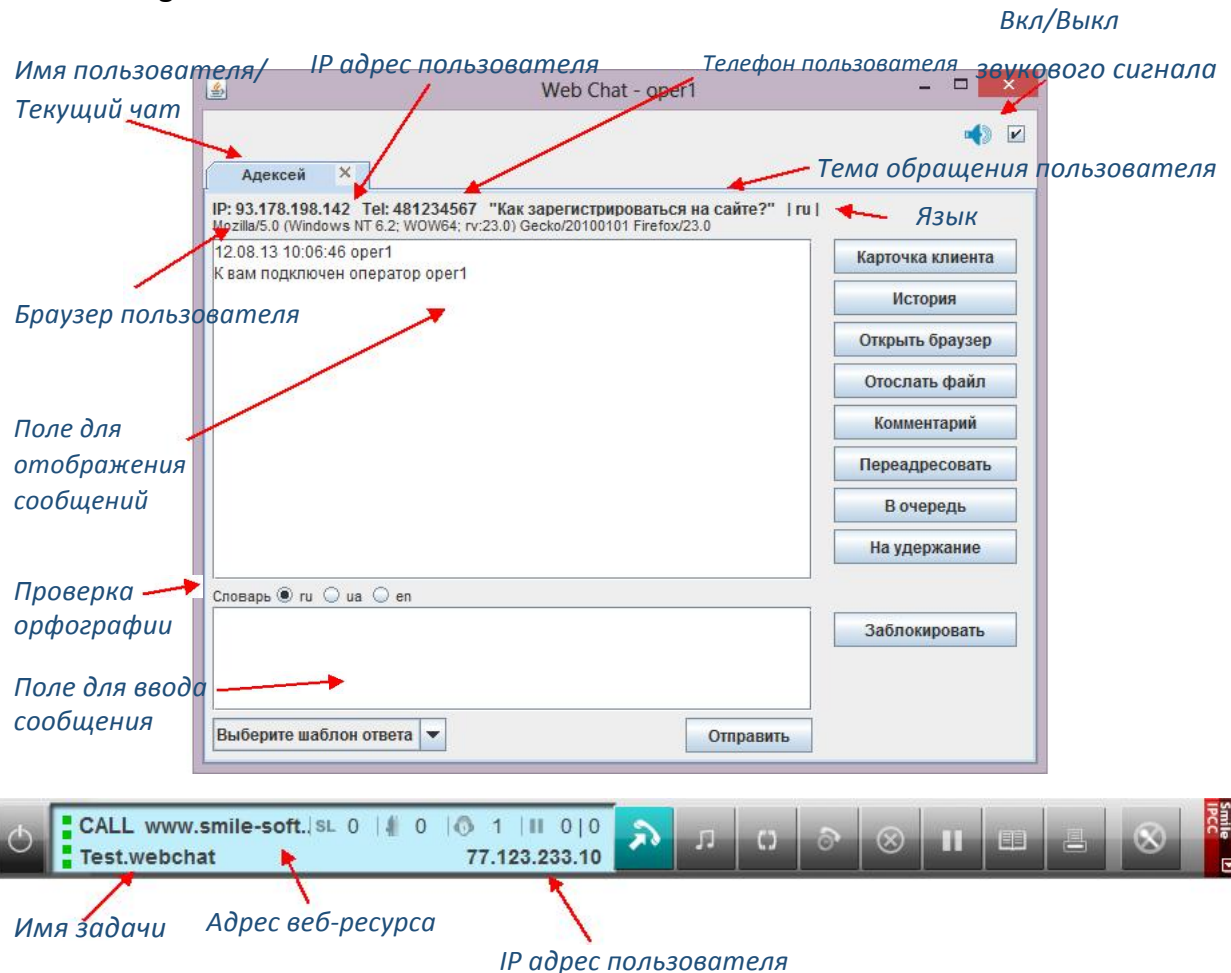 Вкл/Выкл
звукового сигнала
Имя пользователя/
Текущий чат
IP адрес пользователя
Телефон пользователя
Web Chat - oper1
Адексей
Тема обращения пользователя
IP: 93.178.198.142 Tel: 481234567 "Как зарегистрироваться на сайте?" | ru |
Mozilla/5.0 (Windows NT 6.2; WOW64; rv:23.0) Gecko/20100101 Firefox/23.0
Язык
12.08.13 10:06:46 oper1
К вам подключен оператор oper1
Карточка клиента
История
Открыть браузер
Отослать файл
Комментарий
Переадресовать
В очередь
На удержание
Браузер пользователя
Поле для
отображения
сообщений
Проверка
орфографии
Словарь ru ua en
Заблокировать
Поле для ввода
сообщения
Выберите шаблон ответа
Отправить
CALL www.smile-soft.. SL 0 | 0 | 1 | 0 | 0
Test.webchat 77.123.233.10
Smile
IPCC
Имя задачи
Адрес веб-ресурса
IP адрес пользователя